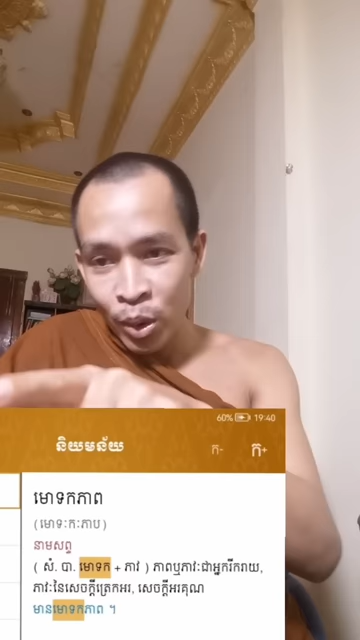 60% 19:40
និយមន័យ
ក- ក+
មោទកភាព
(មោទៈកៈភាប)
នាមសព្ទ
( សំ. បា. មោទក + ភាវ ) ភាពឬភាវៈជាអ្នករីករាយ,
ភាវៈនៃសេចក្ដីត្រេកអរ, សេចក្ដីអរគុណ
មានមោទកភាព ។